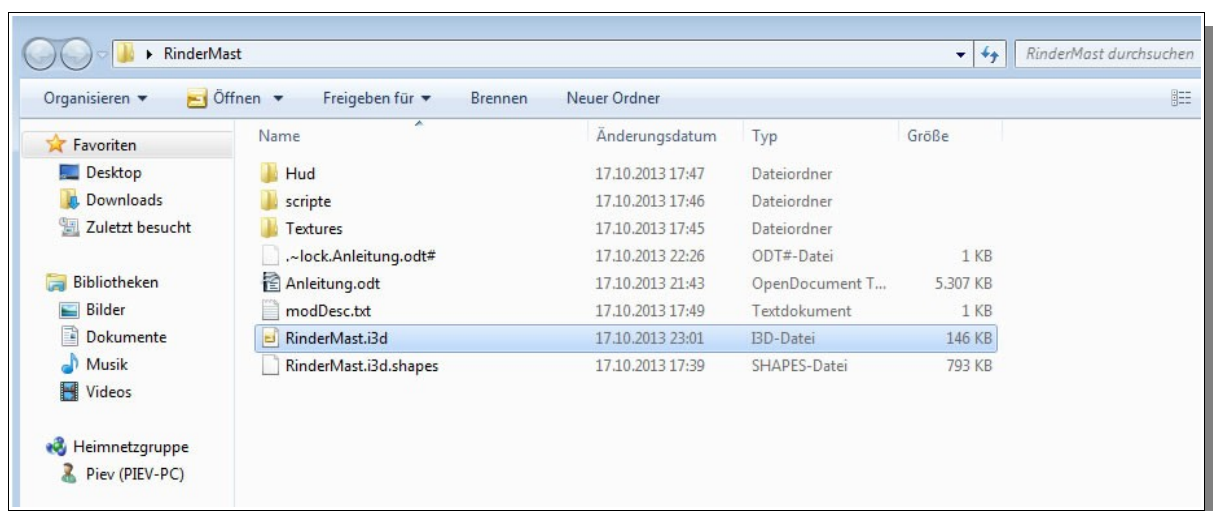 RinderMast
RinderMast durchsuchen
Organisieren Öffnen Freigeben für Brennen Neuer Ordner
Favoriten
Desktop
Downloads
Zuletzt besucht
Bibliotheken
Bilder
Dokumente
Musik
Videos
Heimnetzgruppe
Piev (PIEV-PC)
Name Änderungsdatum Typ Größe
Hud 17.10.2013 17:47 Dateiordner
scripte 17.10.2013 17:46 Dateiordner
Textures 17.10.2013 17:45 Dateiordner
.~lock.Anleitung.odt# 17.10.2013 22:26 ODT#-Datei 1 KB
Anleitung.odt 17.10.2013 21:43 OpenDocument T... 5.307 KB
modDesc.txt 17.10.2013 17:49 Textdokument 1 KB
RinderMast.i3d 17.10.2013 23:01 I3D-Datei 146 KB
RinderMast.i3d.shapes 17.10.2013 17:39 SHAPES-Datei 793 KB